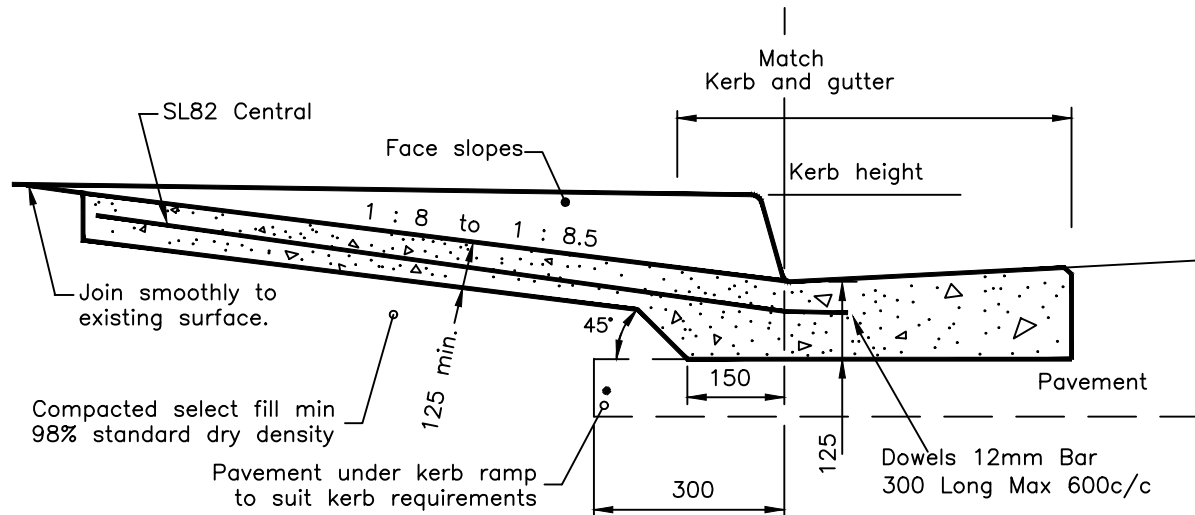 Match
Kerb and gutter
SL82 Central
Face slopes
Kerb height
1 : 8 to 1 : 8.5
Join smoothly to
existing surface.
45°
125 min.
150
Pavement
Compacted select fill min
98% standard dry density
125
Dowels 12mm Bar
300 Long Max 600c/c
Pavement under kerb ramp
to suit kerb requirements
300